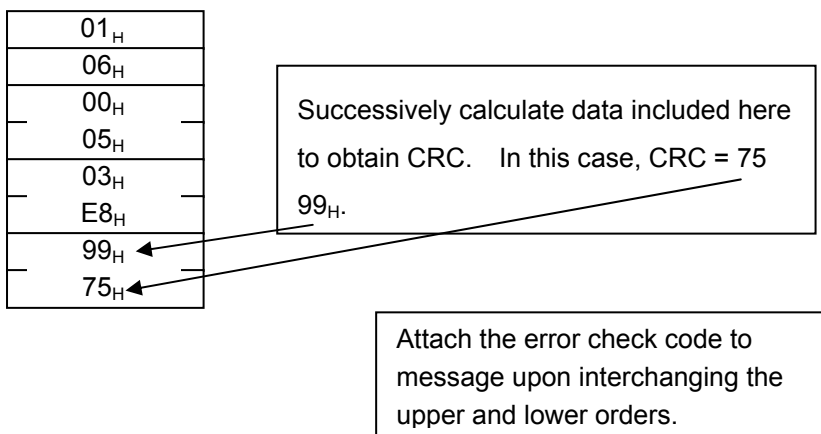 01H
06H
00H
05H
03H
E8H
99H
75H
Successively calculate data included here
to obtain CRC. In this case, CRC = 75
99H.
Attach the error check code to
message upon interchanging the
upper and lower orders.